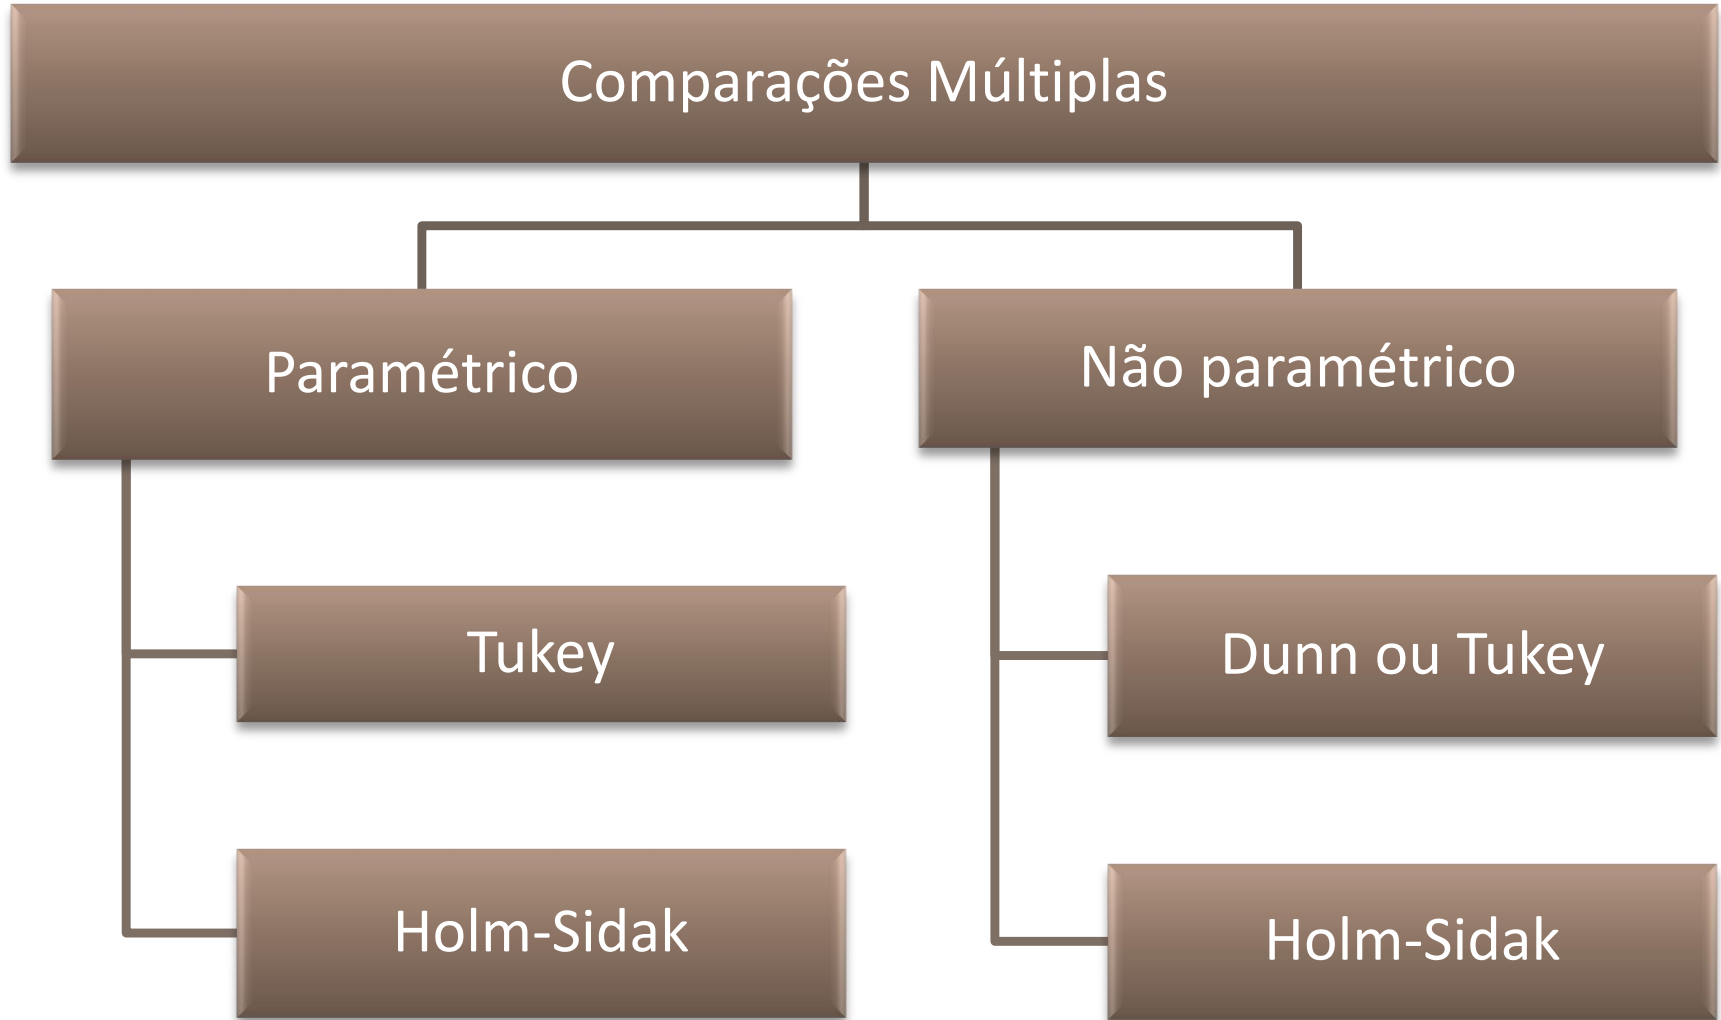 Comparações Múltiplas
Paramétrico
Não paramétrico
Tukey
Dunn ou Tukey
Holm-Sidak
Holm-Sidak